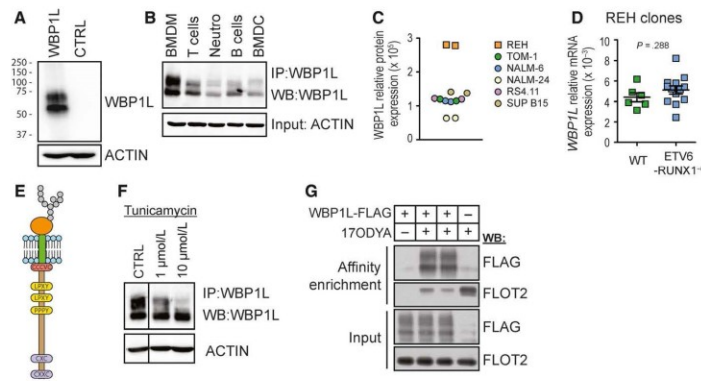 A
WBP1L
CTRL
250
150
100
75
50
37
WBP1L
ACTIN
B
BMDM
T cells
Neutro
B cells
BMDC
IP:WBP1L
WB:WBP1L
Input: ACTIN
C
WBP1L relative protein
expression (x 10⁵)
3
2
1
0
REH
TOM-1
NALM-6
NALM-24
RS4.11
SUP B15
D REH clones
WBP1L relative mRNA
expression (x 10⁻³)
10
8
6
4
2
0
P = .288
WT
ETV6
-RUNX1⁻
E
LPXY
LPXY
PPPY
F
Tunicamycin
CTRL
1 µmol/L
10 µmol/L
IP:WBP1L
WB:WBP1L
ACTIN
G
WBP1L-FLAG + + + −
17ODYA − + + + WB:
Affinity
enrichment
FLAG
FLOT2
Input
FLAG
FLOT2